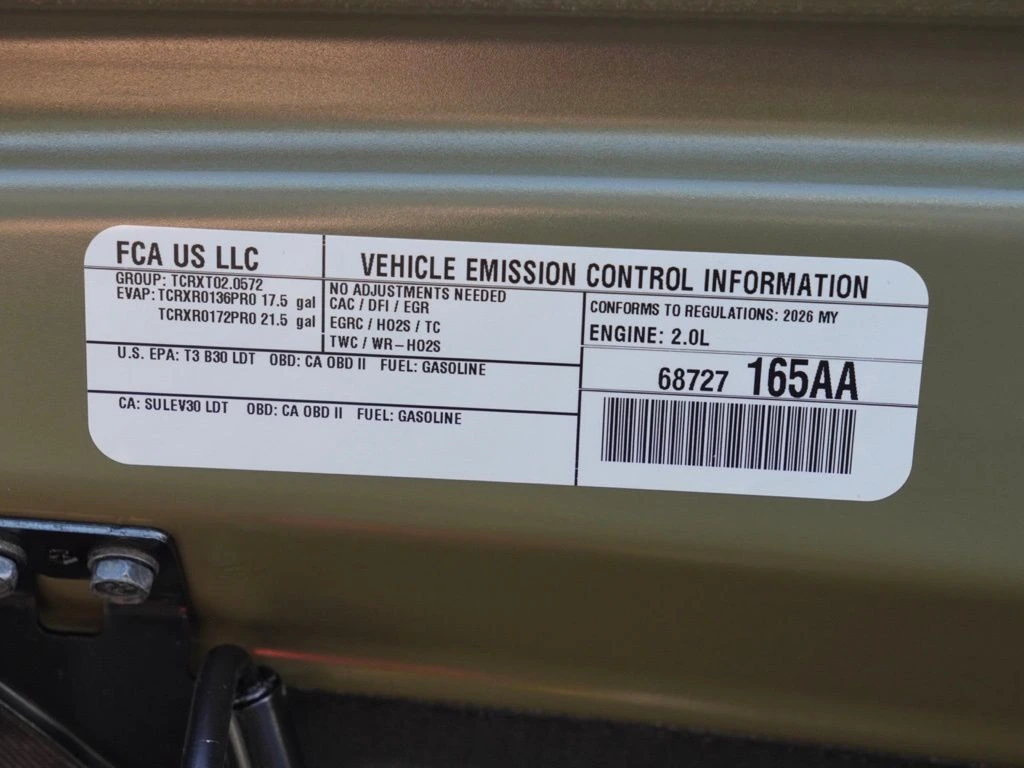 FCA US LLC
VEHICLE EMISSION CONTROL INFORMATION
GROUP: TCRXT02.0572
EVAP: TCRXR0136PR0 17.5 gal
TCRXR0172PR0 21.5 gal
NO ADJUSTMENTS NEEDED
CAC / DFI / EGR
EGRC / HO2S / TC
TWC / WR-HO2S
CONFORMS TO REGULATIONS: 2026 MY
ENGINE: 2.0L
U.S. EPA: T3 B30 LDT OBD: CA OBD II FUEL: GASOLINE
68727 165AA
CA: SULEV30 LDT OBD: CA OBD II FUEL: GASOLINE